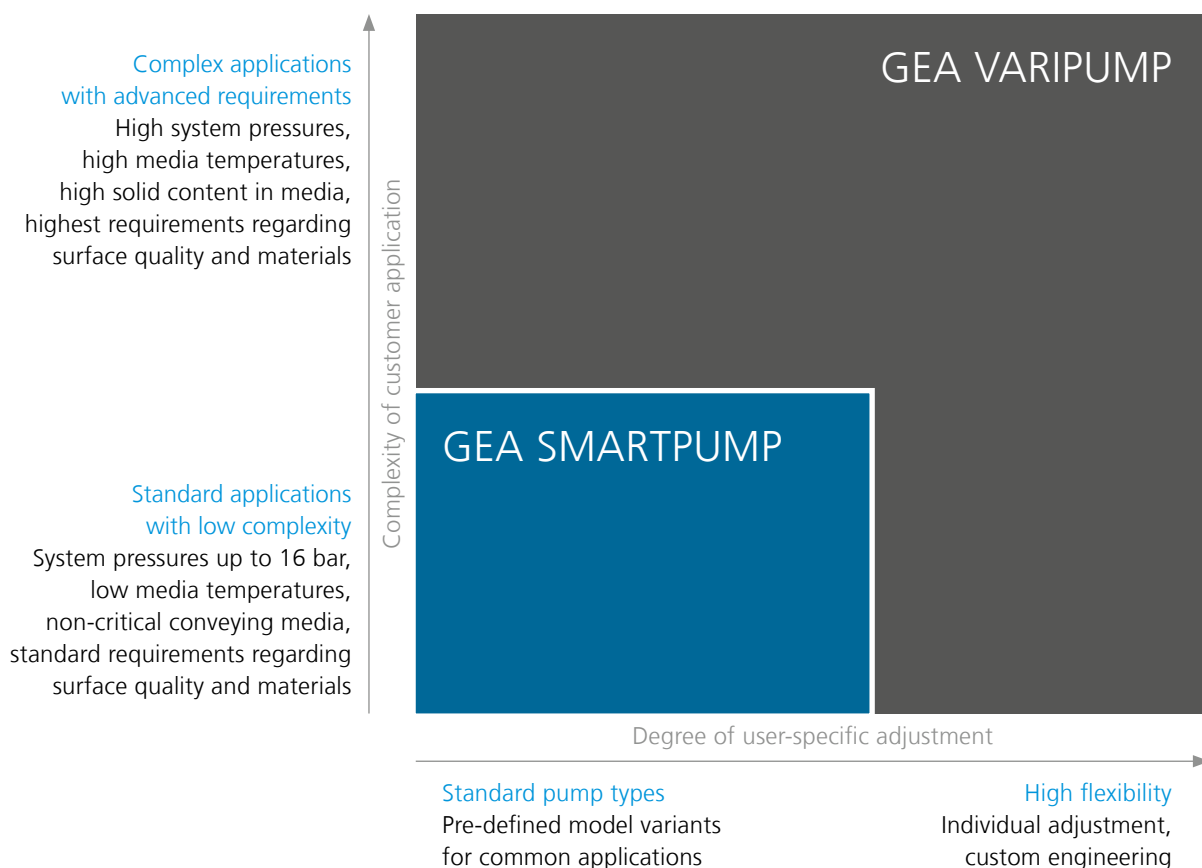 Complex applications
with advanced requirements
High system pressures,
high media temperatures,
high solid content in media,
highest requirements regarding
surface quality and materials
Standard applications
with low complexity
System pressures up to 16 bar,
low media temperatures,
non-critical conveying media,
standard requirements regarding
surface quality and materials
Complexity of customer application
GEA VARIPUMP
GEA SMARTPUMP
Degree of user-specific adjustment
Standard pump types
Pre-defined model variants
for common applications
High flexibility
Individual adjustment,
custom engineering